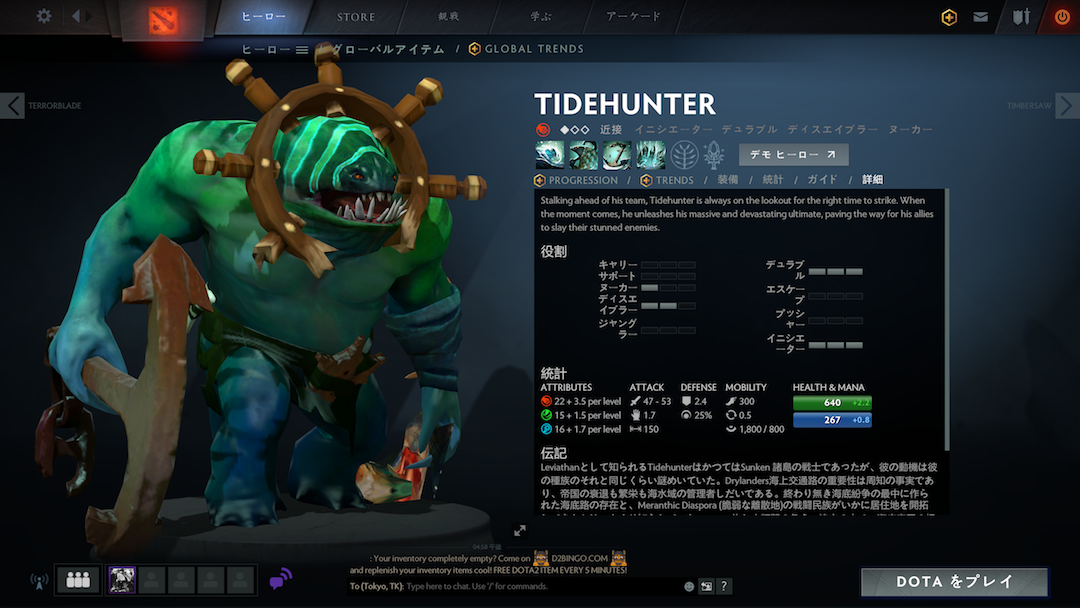 ヒーロー
STORE
観戦
学ぶ
アーケード
ヒーロー
グローバルアイテム / GLOBAL TRENDS
TERRORBLADE
TIMBERSAW
TIDEHUNTER
近接 イニシエーター デュラブル ディスエイブラー ヌーカー
デモ ヒーロー
PROGRESSION / TRENDS / 装備 / 統計 / ガイド / 詳細
Stalking ahead of his team, Tidehunter is always on the lookout for the right time to strike. When
the moment comes, he unleashes his massive and devastating ultimate, paving the way for his allies
to slay their stunned enemies.
役割
キャリー
サポート
ヌーカー
ディスエ
イブラー
ジャング
ラー
デュラブ
ル
エスケー
プ
プッシ
ャー
イニシエ
ーター
統計
ATTRIBUTES ATTACK DEFENSE MOBILITY HEALTH & MANA
22 + 3.5 per level 47 - 53 2.4 300 640 +2.2
15 + 1.5 per level 1.7 25% 0.5 267 +0.8
16 + 1.7 per level 150 1,800 / 800
伝記
Leviathanとして知られるTidehunterはかつてはSunken 諸島の戦士であったが、彼の動機は彼
の種族のそれと同じくらい謎めいていた。Drylanders海上交通路の重要性は周知の事実であ
り、帝国の衰退も繁栄も海水域の管理者しだいである。終わり無き海底紛争の最中に作ら
れた海底路の存在と、Meranthic Diaspora (脆弱な離散地)の戦闘民族がいかに居住地を開拓
04:58 午後
: Your inventory completely empty? Come on D2BINGO.COM
and replenish your inventory items cool! FREE DOTA2 ITEM EVERY 5 MINUTES!
To (Tokyo, TK): Type here to chat. Use '/' for commands.
?
DOTA をプレイ